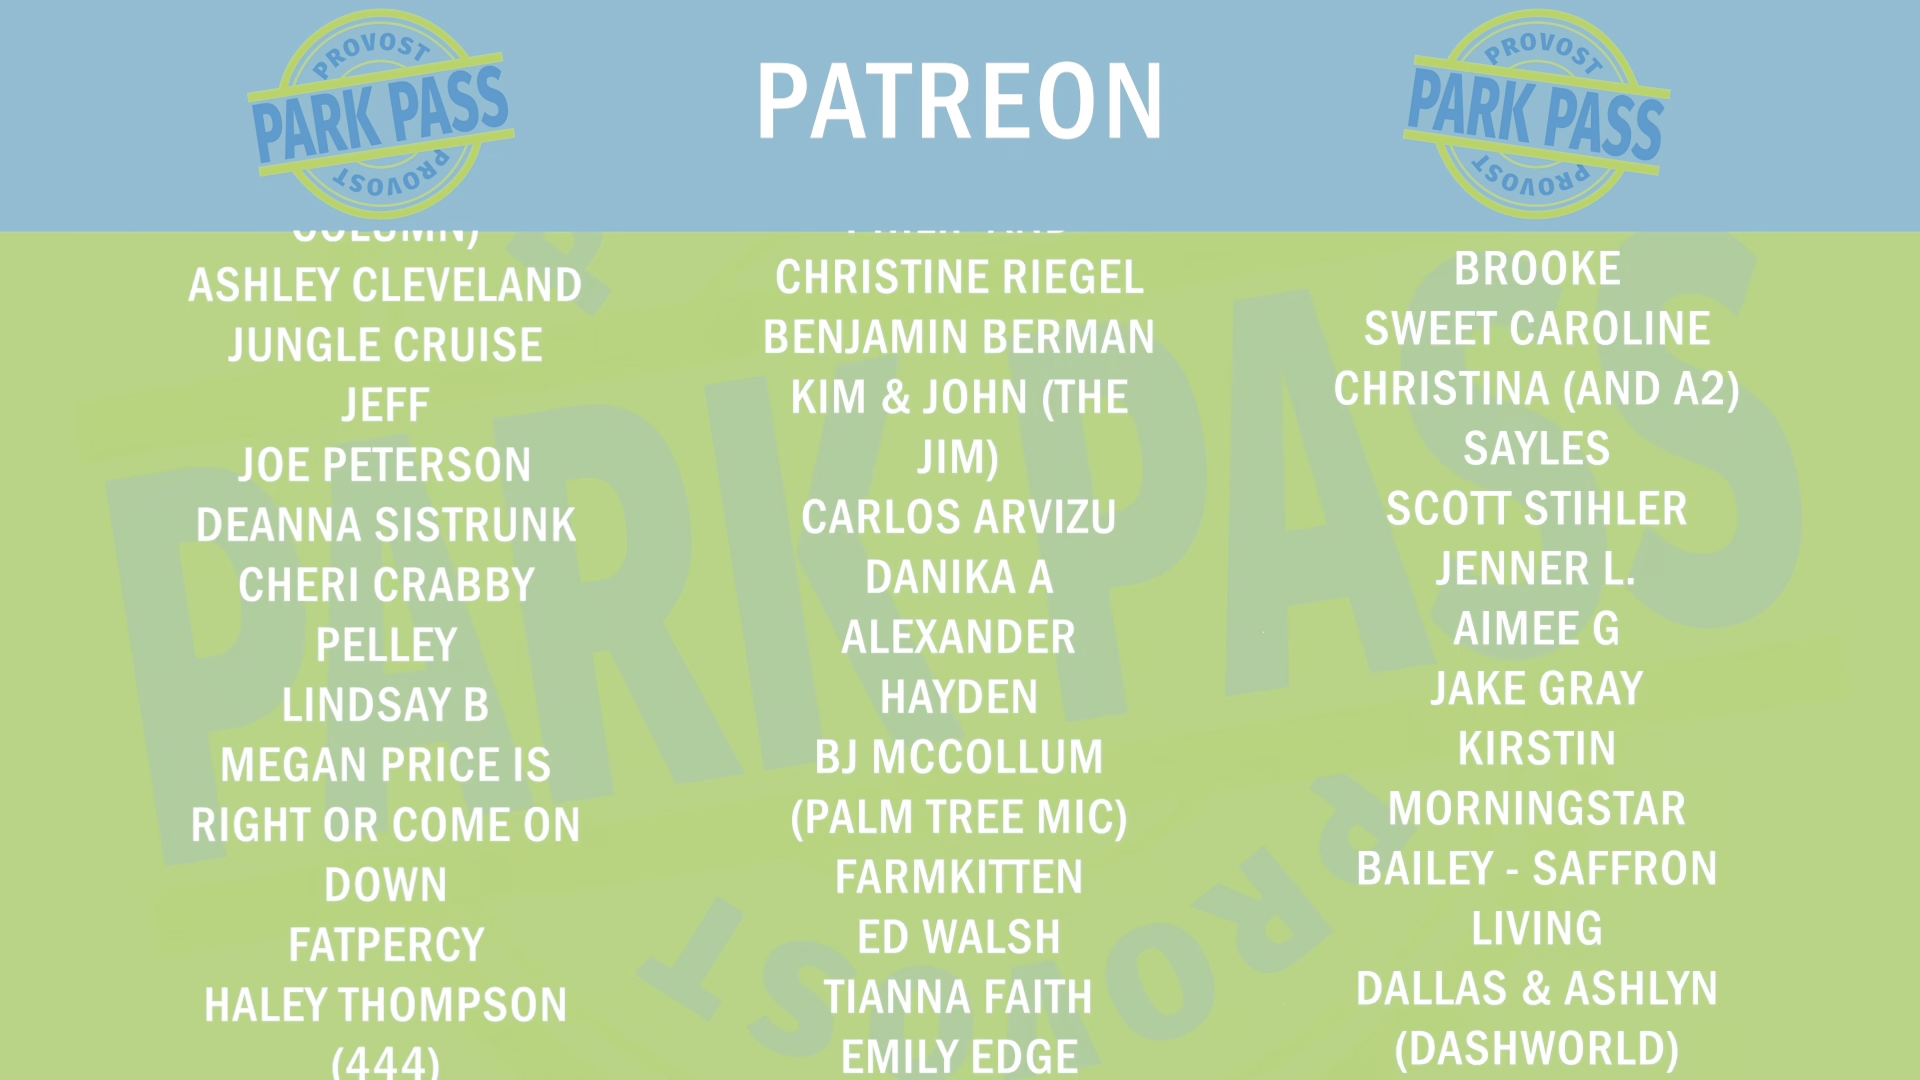 PROVOST
PARK PASS
PROVOST
PATREON
PROVOST
PARK PASS
PROVOST
COLUMN)
ASHLEY CLEVELAND
JUNGLE CRUISE
JEFF
JOE PETERSON
DEANNA SISTRUNK
CHERI CRABBY
PELLEY
LINDSAY B
MEGAN PRICE IS
RIGHT OR COME ON
DOWN
FATPERCY
HALEY THOMPSON
(444)
CHRISTINE RIEGEL
BENJAMIN BERMAN
KIM & JOHN (THE
JIM)
CARLOS ARVIZU
DANIKA A
ALEXANDER
HAYDEN
BJ MCCOLLUM
(PALM TREE MIC)
FARMKITTEN
ED WALSH
TIANNA FAITH
EMILY EDGE
BROOKE
SWEET CAROLINE
CHRISTINA (AND A2)
SAYLES
SCOTT STIHLER
JENNER L.
AIMEE G
JAKE GRAY
KIRSTIN
MORNINGSTAR
BAILEY - SAFFRON
LIVING
DALLAS & ASHLYN
(DASHWORLD)
PARK PASS
PROVOST